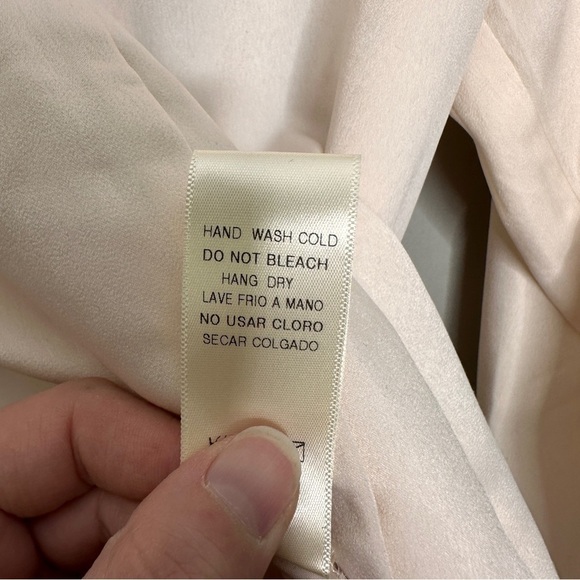 HAND WASH COLD
DO NOT BLEACH
HANG DRY
LAVE FRIO A MANO
NO USAR CLORO
SECAR COLGADO